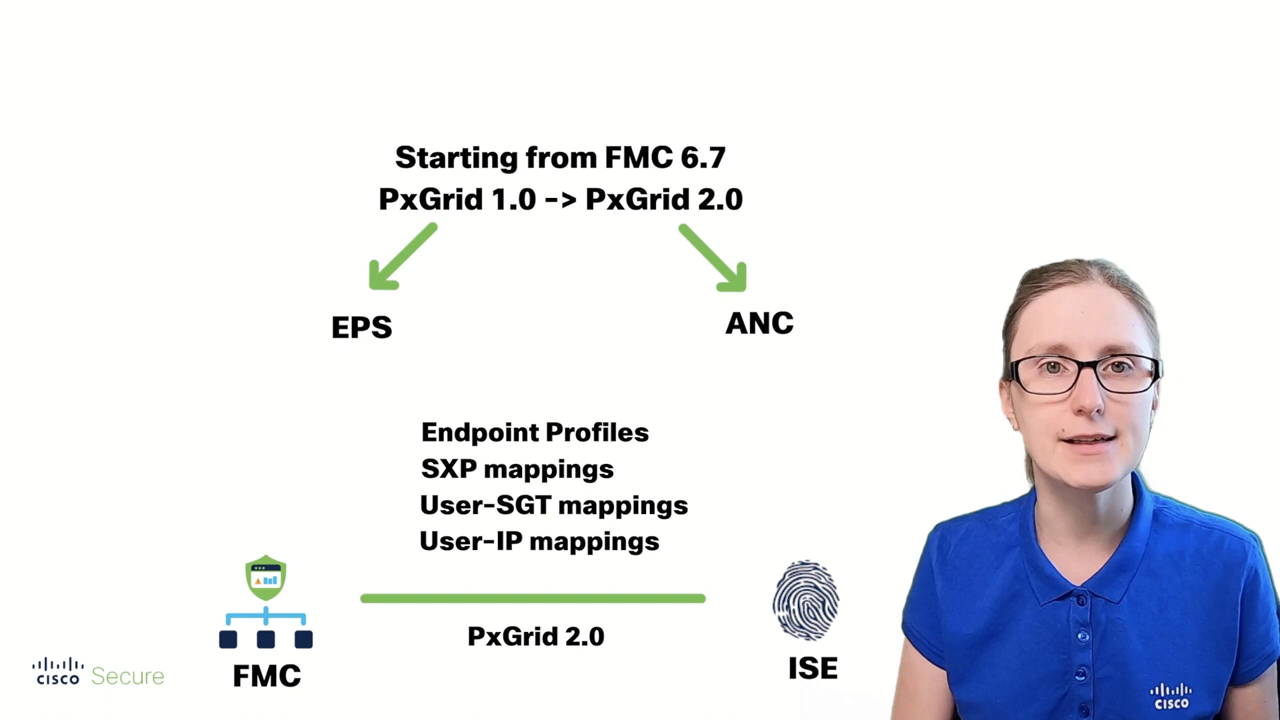 Starting from FMC 6.7
PxGrid 1.0 -> PxGrid 2.0
EPS
ANC
Endpoint Profiles
SXP mappings
User-SGT mappings
User-IP mappings
PxGrid 2.0
FMC
ISE
CISCO Secure
CISCO